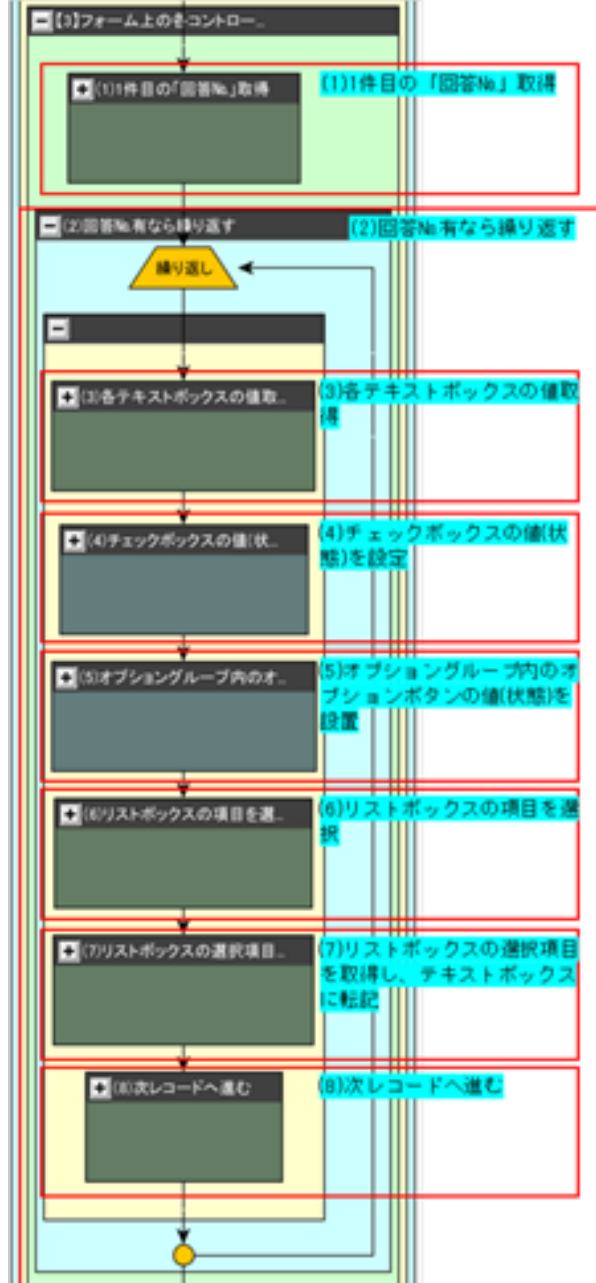 【3】フォーム上の各コントロー..
(1)1件目の「回答№」取得
(1)1件目の「回答№」取得
(2)回答№有なら繰り返す
(2)回答№有なら繰り返す
繰り返し
(3)各テキストボックスの値取..
(3)各テキストボックスの値取
得
(4)チェックボックスの値(状..
(4)チェックボックスの値(状
態)を設定
(5)オプショングループ内のオ..
(5)オプショングループ内のオ
プションボタンの値(状態)を
設置
(6)リストボックスの項目を選..
(6)リストボックスの項目を選
択
(7)リストボックスの選択項目..
(7)リストボックスの選択項目
を取得し、テキストボックス
に転記
(8)次レコードへ進む
(8)次レコードへ進む